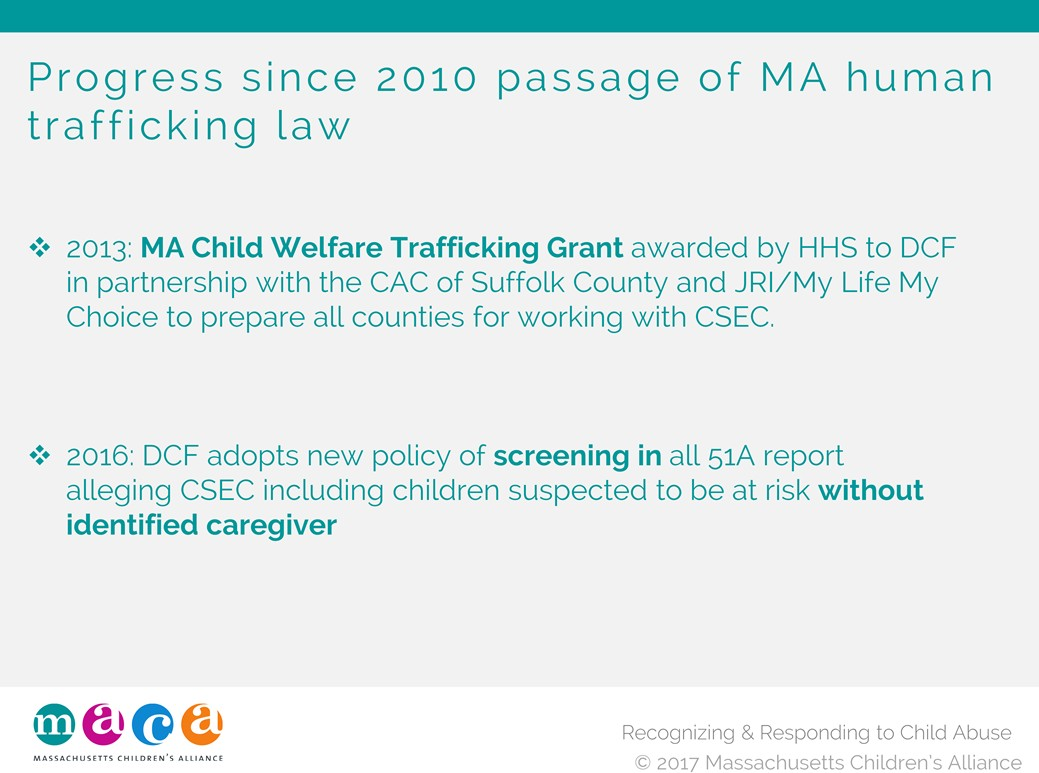 Progress since 2010 passage of MA human
trafficking law
❖ 2013: MA Child Welfare Trafficking Grant awarded by HHS to DCF
in partnership with the CAC of Suffolk County and JRI/My Life My
Choice to prepare all counties for working with CSEC.
❖ 2016: DCF adopts new policy of screening in all 51A report
alleging CSEC including children suspected to be at risk without
identified caregiver
maca
MASSACHUSETTS CHILDREN'S ALLIANCE
Recognizing & Responding to Child Abuse
© 2017 Massachusetts Children's Alliance